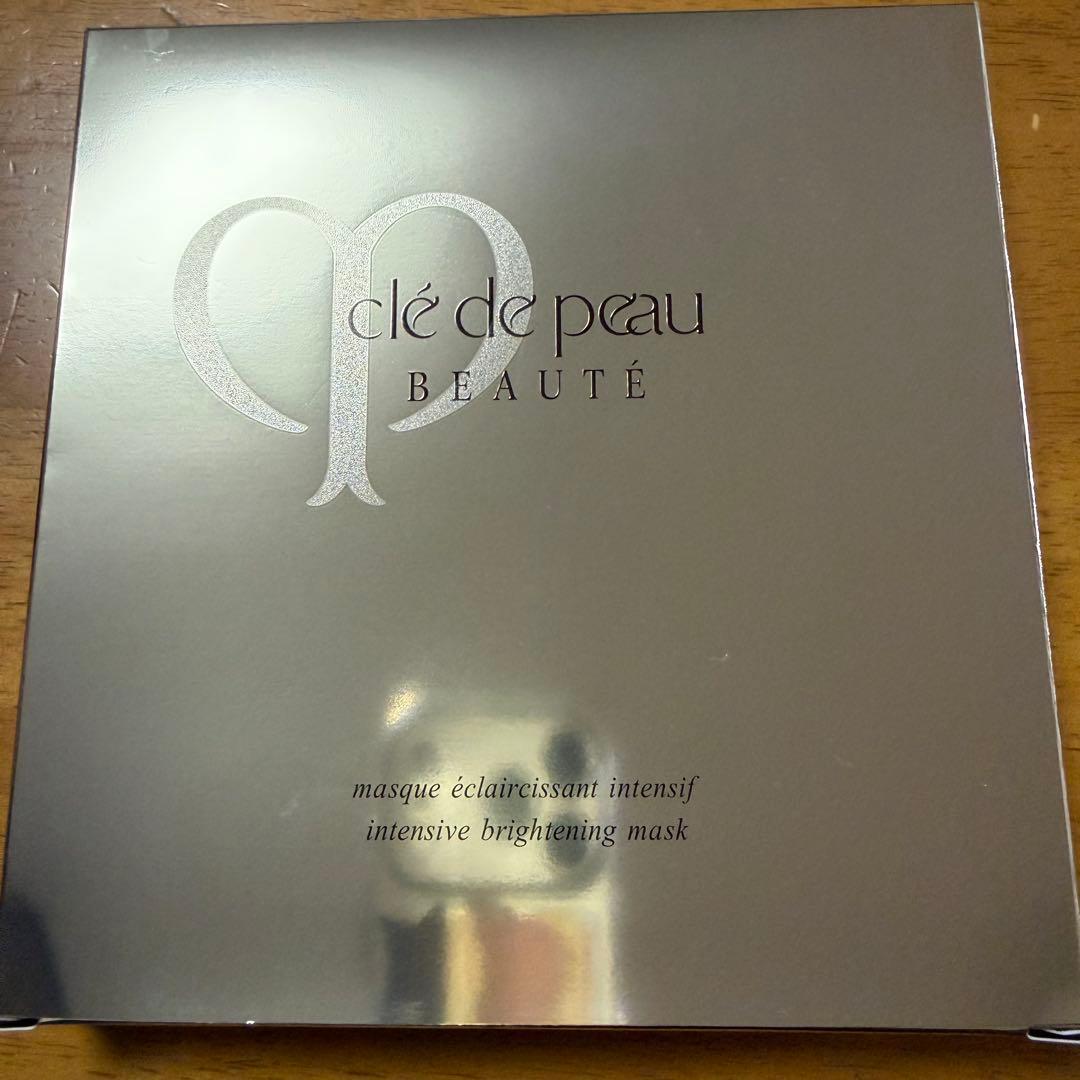 clé de peau
BEAUTÉ
masque éclaircissant intensif
intensive brightening mask